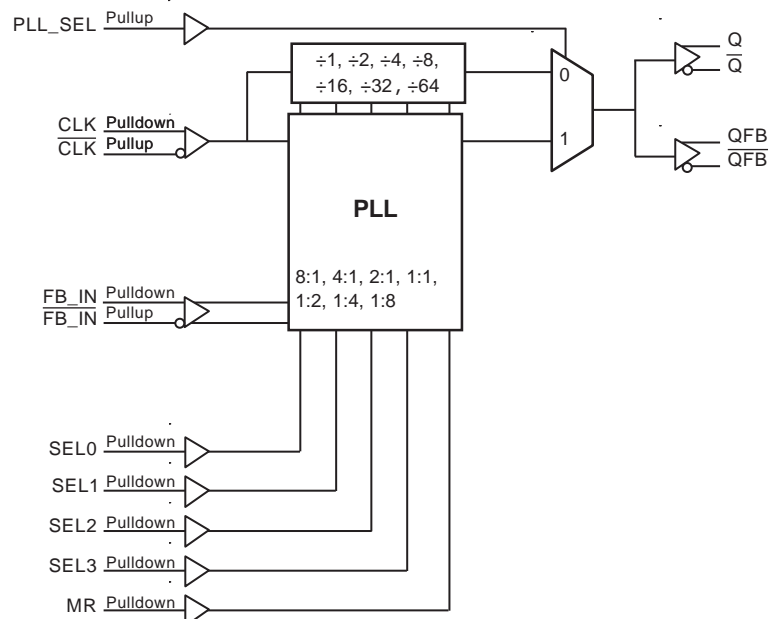 PLL_SEL Pullup
÷1, ÷2, ÷4, ÷8,
÷16, ÷32, ÷64
0
1
Q
Q
CLK Pulldown
CLK Pullup
QFB
QFB
PLL
8:1, 4:1, 2:1, 1:1,
1:2, 1:4, 1:8
FB_IN Pulldown
FB_IN Pullup
SEL0 Pulldown
SEL1 Pulldown
SEL2 Pulldown
SEL3 Pulldown
MR Pulldown